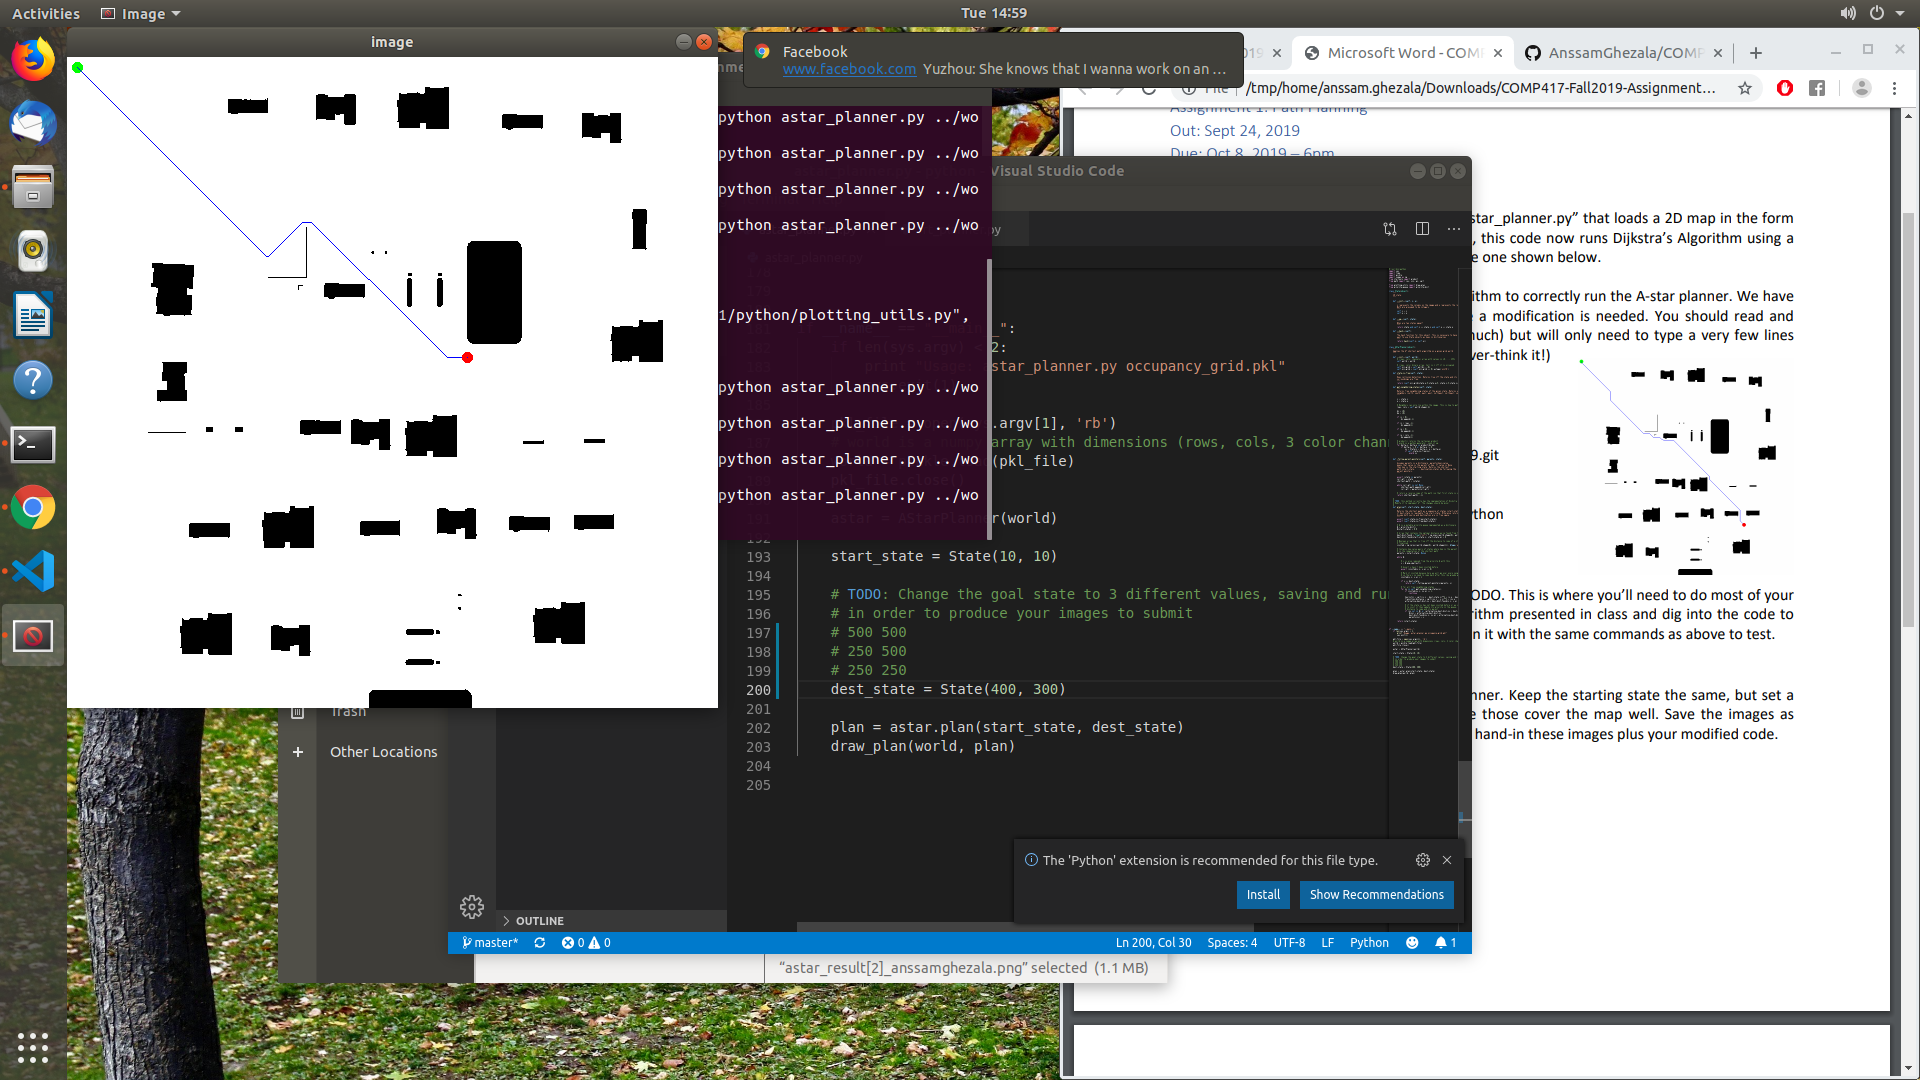 Activities
Image
Tue 14:59
image
Facebook
www.facebook.com Yuzhou: She knows that I wanna work on an ...
Microsoft Word - COM
AnssamGhezala/COMP
File
/tmp/home/anssam.ghezala/Downloads/COMP417-Fall2019-Assignment...
python astar_planner.py ../wo
python astar_planner.py ../wo
python astar_planner.py ../wo
python astar_planner.py ../wo
1/python/plotting_utils.py",
python astar_planner.py ../wo
python astar_planner.py ../wo
python astar_planner.py ../wo
python astar_planner.py ../wo
Visual Studio Code
py
":
2:
star_planner.py occupancy_grid.pkl"
.argv[1], 'rb')
array with dimensions (rows, cols, 3 color chan
(pkl_file)
astar = AStarPlanner(world)
193 start_state = State(10, 10)
194
195 # TODO: Change the goal state to 3 different values, saving and ru
196 # in order to produce your images to submit
197 # 500 500
198 # 250 500
199 # 250 250
200 dest_state = State(400, 300)
201
202 plan = astar.plan(start_state, dest_state)
203 draw_plan(world, plan)
204
205
The 'Python' extension is recommended for this file type.
Install
Show Recommendations
OUTLINE
master*
0
0
Ln 200, Col 30
Spaces: 4
UTF-8
LF
Python
1
Trash
Other Locations
"astar_result[2]_anssamghezala.png" selected (1.1 MB)
Assignment 1: Path Planning
Out: Sept 24, 2019
Due: Oct 8, 2019 – 6pm
star_planner.py" that loads a 2D map in the form
, this code now runs Dijkstra's Algorithm using a
e one shown below.
ithm to correctly run the A-star planner. We have
e a modification is needed. You should read and
much) but will only need to type a very few lines
ver-think it!)
9.git
ython
TODO. This is where you'll need to do most of your
rithm presented in class and dig into the code to
n it with the same commands as above to test.
nner. Keep the starting state the same, but set a
e those cover the map well. Save the images as
hand-in these images plus your modified code.